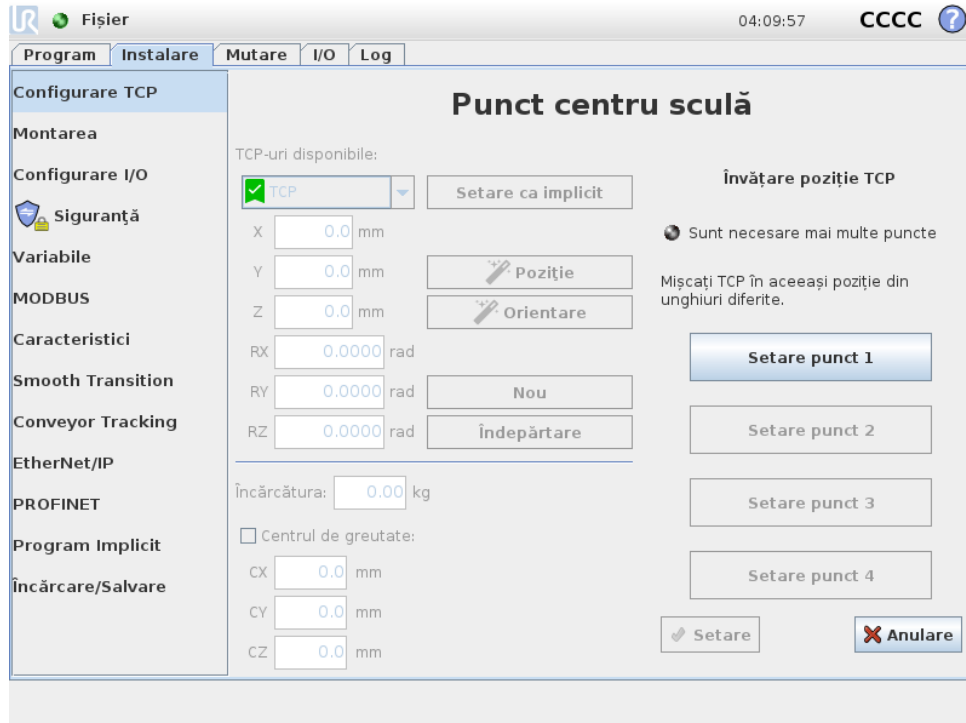 UR Fișier 04:09:57 CCCC ?
Program Instalare Mutare I/O Log
Configurare TCP
Montarea
Configurare I/O
Siguranţă
Variabile
MODBUS
Caracteristici
Smooth Transition
Conveyor Tracking
EtherNet/IP
PROFINET
Program Implicit
Încărcare/Salvare
Punct centru sculă
TCP-uri disponibile:
TCP Setare ca implicit
X 0.0 mm
Y 0.0 mm Poziţie
Z 0.0 mm Orientare
RX 0.0000 rad
RY 0.0000 rad Nou
RZ 0.0000 rad Îndepărtare
Încărcătura: 0.00 kg
Centrul de greutate:
CX 0.0 mm
CY 0.0 mm
CZ 0.0 mm
Învățare poziție TCP
Sunt necesare mai multe puncte
Mișcați TCP în aceeași poziție din
unghiuri diferite.
Setare punct 1
Setare punct 2
Setare punct 3
Setare punct 4
Setare Anulare